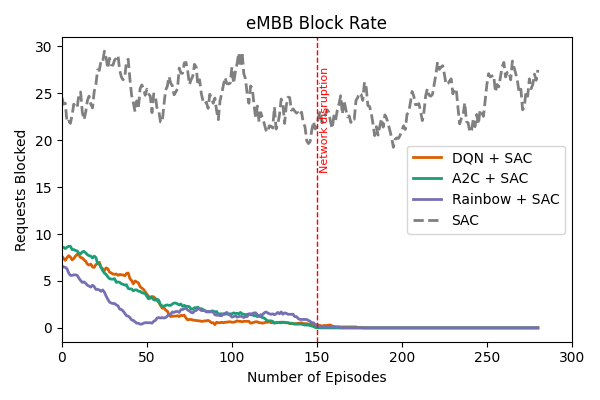 eMBB Block Rate
Requests Blocked
30
25
20
15
10
5
0
Network disruption
DQN + SAC
A2C + SAC
Rainbow + SAC
SAC
0 50 100 150 200 250 300
Number of Episodes